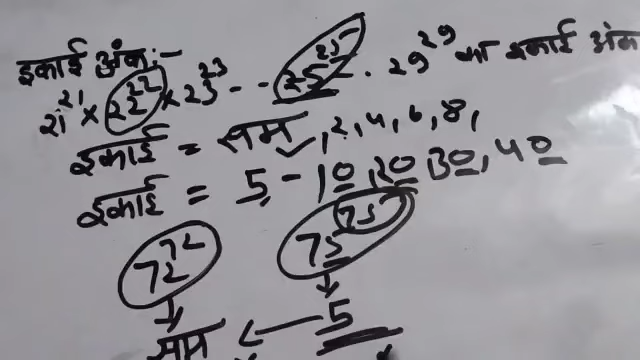 इकाई अंक:-
21²¹ × 22²² × 23²³ - - 25²⁵ - . 29²⁹ का इकाई अंक
इकाई = सम , 2, 4, 6, 8,
इकाई = 5 - 10, 20 30, 40
72⁷² 75⁷⁵
सम 5